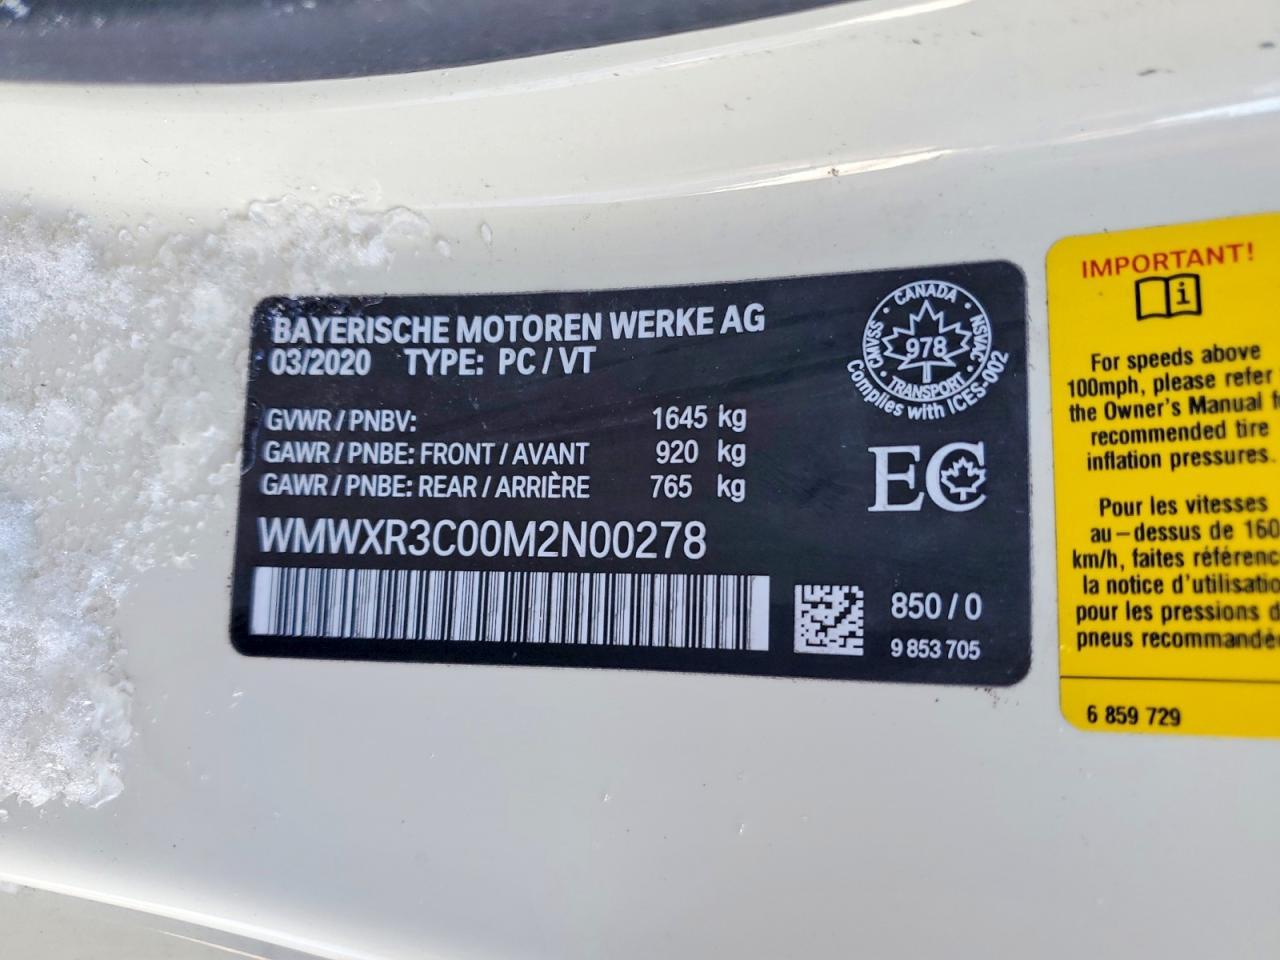 BAYERISCHE MOTOREN WERKE AG
03/2020 TYPE: PC / VT
GVWR / PNBV: 1645 kg
GAWR / PNBE: FRONT / AVANT 920 kg
GAWR / PNBE: REAR / ARRIÈRE 765 kg
WMWXR3C00M2N00278
850 / 0
9 853 705
CANADA
CMVSS
NSVAC
978
TRANSPORT
Complies with ICES-002
EC
IMPORTANT!
i
For speeds above
100mph, please refer
the Owner's Manual
recommended tire
inflation pressures.
Pour les vitesses
au-dessus de 160
km/h, faites
la notice
pour les pressions
pneus
6 859 729